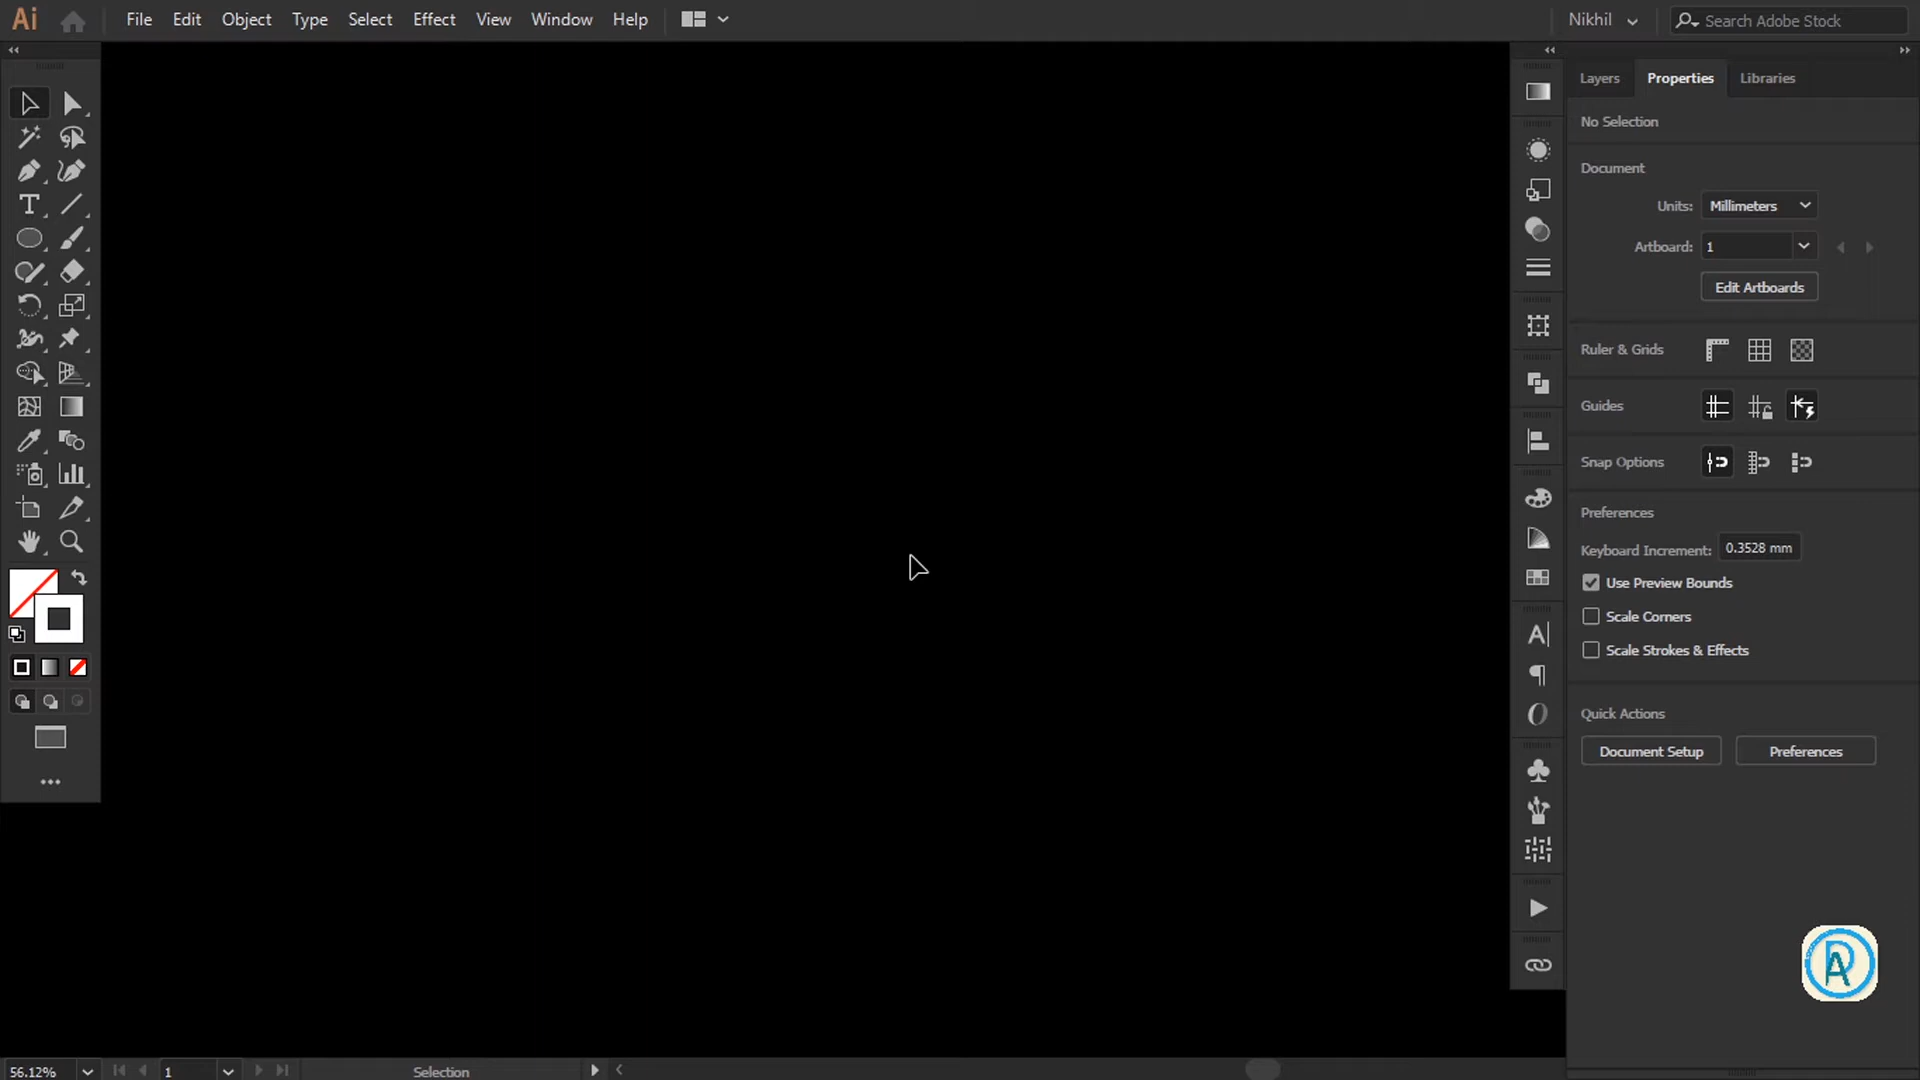 Ai File Edit Object Type Select Effect View Window Help Nikhil Search Adobe Stock
Layers Properties Libraries
No Selection
Document
Units: Millimeters
Artboard: 1
Edit Artboards
Ruler & Grids
Guides
Snap Options
Preferences
Keyboard Increment: 0.3528 mm
Use Preview Bounds
Scale Corners
Scale Strokes & Effects
Quick Actions
Document Setup Preferences
56.12% 1 Selection